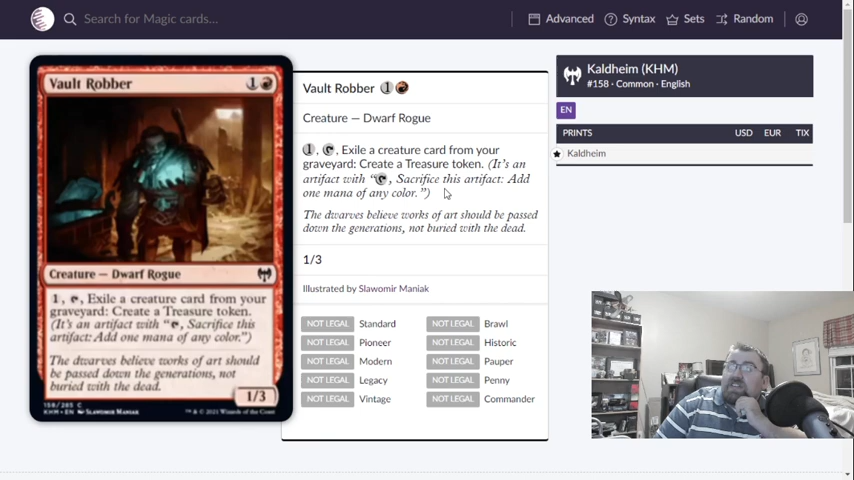 Search for Magic cards...
Advanced
Syntax
Sets
Random
Vault Robber 1
1, Exile a creature card from your
graveyard: Create a Treasure token.
(It's an artifact with ", Sacrifice this
artifact: Add one mana of any color.")
The dwarves believe works of art should
be passed down the generations, not
buried with the dead.
Creature — Dwarf Rogue
1/3
158/285 C
KHM • EN Slawomir Maniak
™ & © 2021 Wizards of the Coast
Vault Robber 1
Creature — Dwarf Rogue
1, , Exile a creature card from your
graveyard: Create a Treasure token. (It's an
artifact with ", Sacrifice this artifact: Add
one mana of any color.")
The dwarves believe works of art should be passed
down the generations, not buried with the dead.
1/3
Illustrated by Slawomir Maniak
NOT LEGAL Standard NOT LEGAL Brawl
NOT LEGAL Pioneer NOT LEGAL Historic
NOT LEGAL Modern NOT LEGAL Pauper
NOT LEGAL Legacy NOT LEGAL Penny
NOT LEGAL Vintage NOT LEGAL Commander
Kaldheim (KHM)
#158 • Common • English
EN
PRINTS USD EUR TIX
Kaldheim